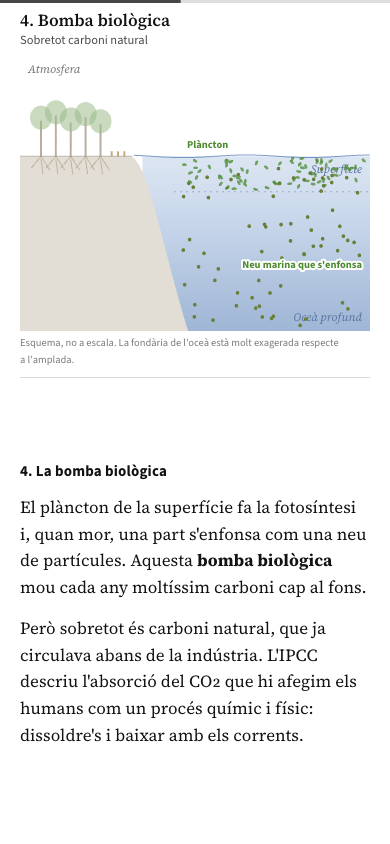 4. Bomba biològica
Sobretot carboni natural
Atmosfera
Plàncton
Superfície
Neu marina que s'enfonsa
Oceà profund
Esquema, no a escala. La fondària de l'oceà està molt exagerada respecte
a l'amplada.
4. La bomba biològica
El plàncton de la superfície fa la fotosíntesi
i, quan mor, una part s'enfonsa com una neu
de partícules. Aquesta bomba biològica
mou cada any moltíssim carboni cap al fons.
Però sobretot és carboni natural, que ja
circulava abans de la indústria. L'IPCC
descriu l'absorció del CO₂ que hi afegim els
humans com un procés químic i físic:
dissoldre's i baixar amb els corrents.